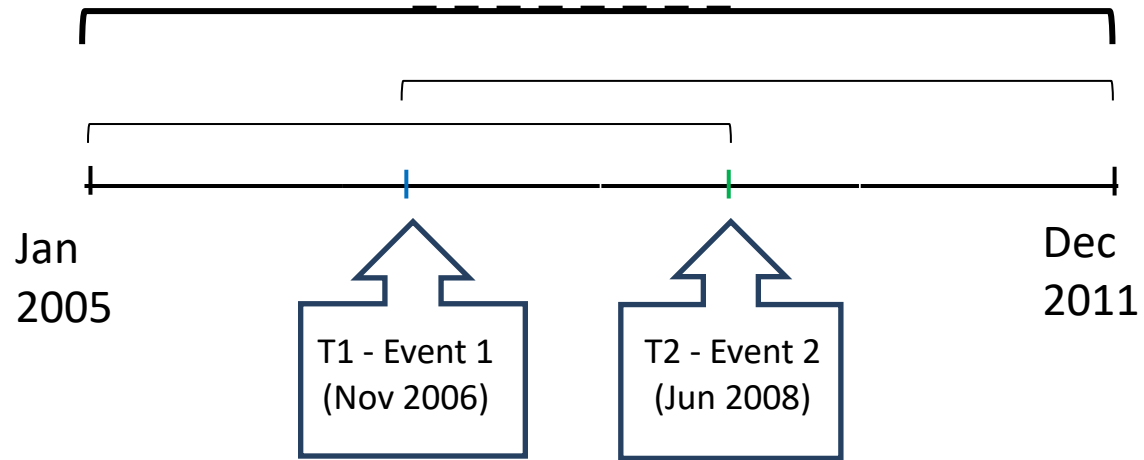 Jan
2005
Dec
2011
T1 - Event 1
(Nov 2006)
T2 - Event 2
(Jun 2008)